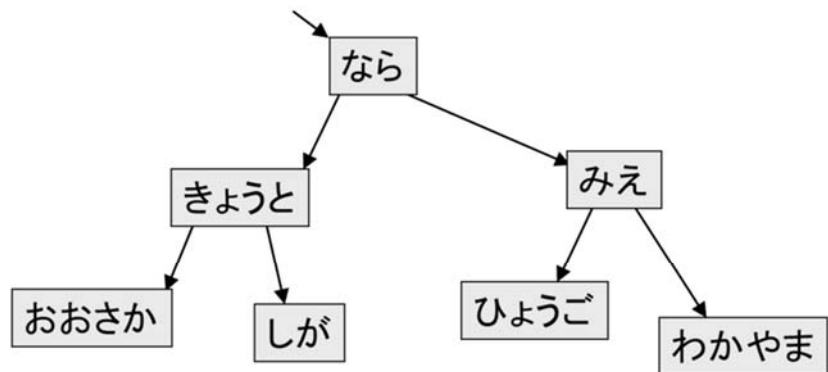 なら
きょうと
みえ
おおさか
しが
ひょうご
わかやま